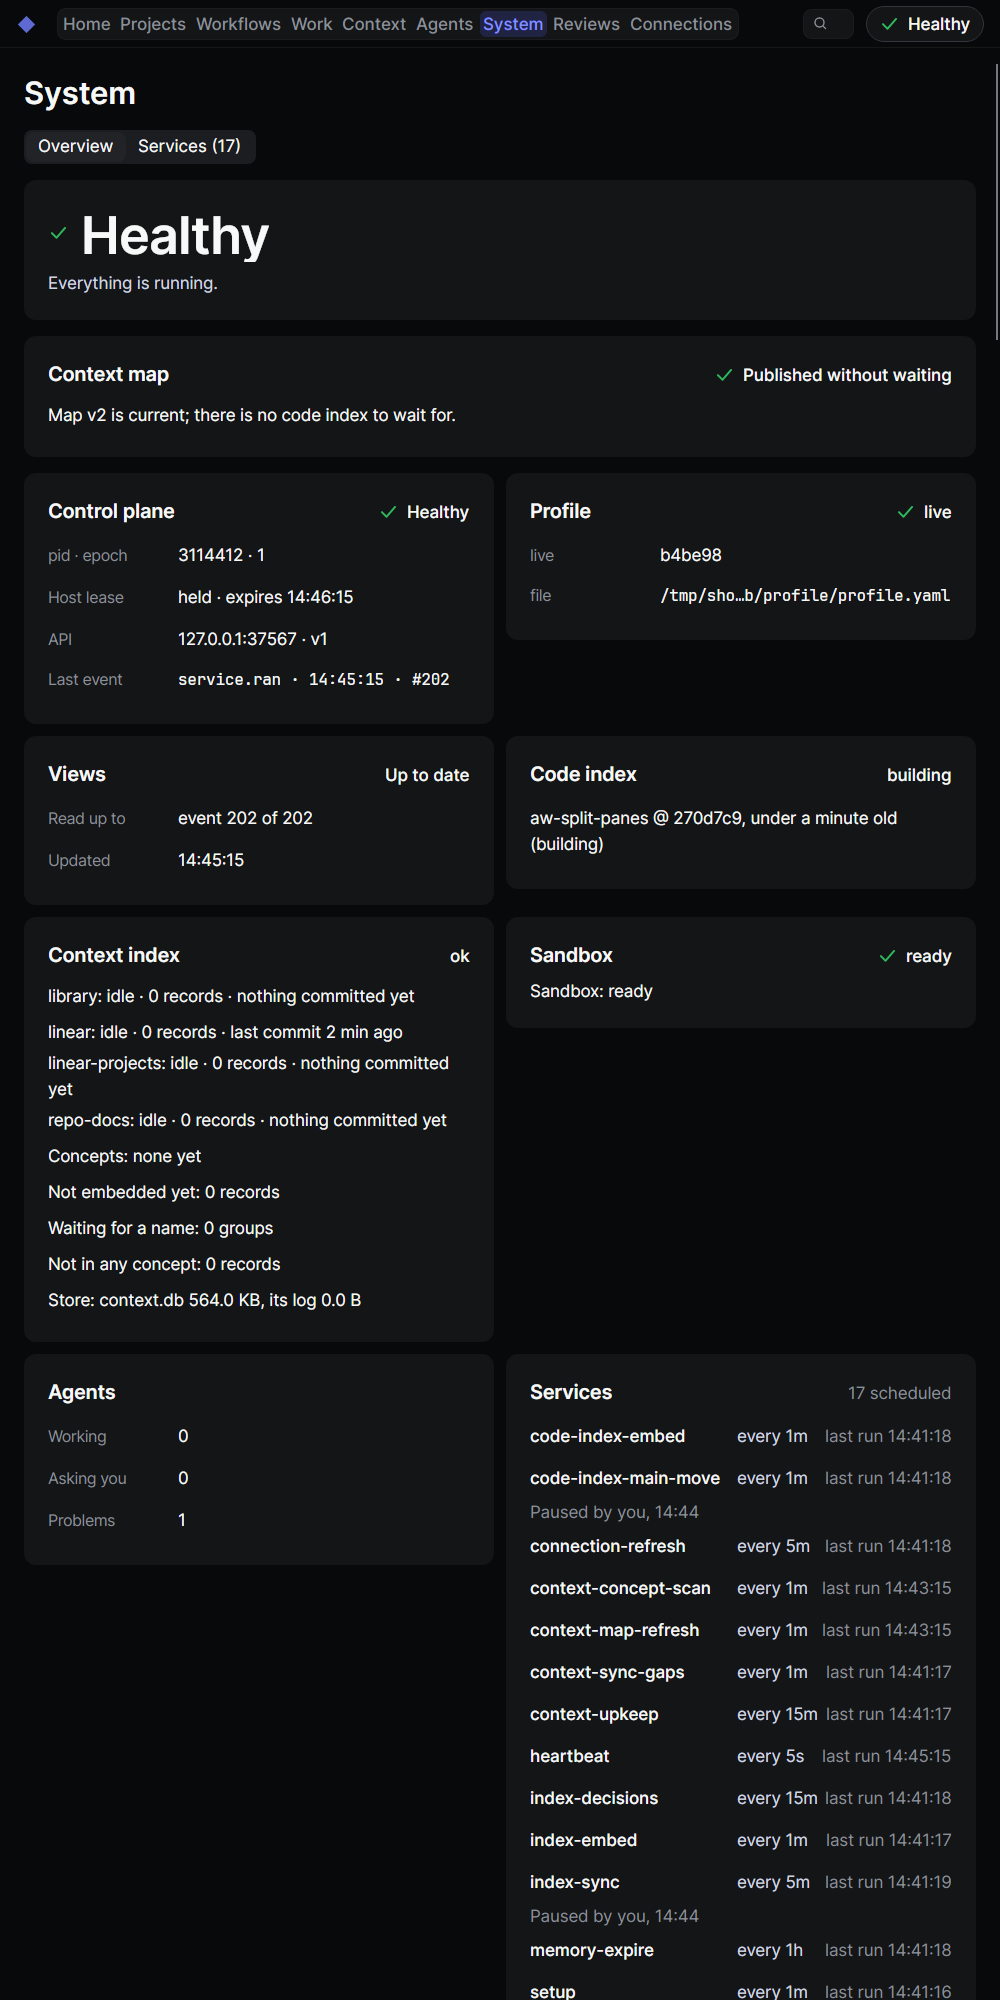 Home Projects Workflows Work Context Agents System Reviews Connections Healthy
System
Overview Services (17)
Healthy
Everything is running.
Context map Published without waiting
Map v2 is current; there is no code index to wait for.
Control plane Healthy
pid · epoch 3114412 · 1
Host lease held · expires 14:46:15
API 127.0.0.1:37567 · v1
Last event service.ran · 14:45:15 · #202
Profile live
live b4be98
file /tmp/sho…b/profile/profile.yaml
Views Up to date
Read up to event 202 of 202
Updated 14:45:15
Code index building
aw-split-panes @ 270d7c9, under a minute old
(building)
Context index ok
library: idle · 0 records · nothing committed yet
linear: idle · 0 records · last commit 2 min ago
linear-projects: idle · 0 records · nothing committed
yet
repo-docs: idle · 0 records · nothing committed yet
Concepts: none yet
Not embedded yet: 0 records
Waiting for a name: 0 groups
Not in any concept: 0 records
Store: context.db 564.0 KB, its log 0.0 B
Sandbox ready
Sandbox: ready
Agents
Working 0
Asking you 0
Problems 1
Services 17 scheduled
code-index-embed every 1m last run 14:41:18
code-index-main-move every 1m last run 14:41:18
Paused by you, 14:44
connection-refresh every 5m last run 14:41:18
context-concept-scan every 1m last run 14:43:15
context-map-refresh every 1m last run 14:43:15
context-sync-gaps every 1m last run 14:41:17
context-upkeep every 15m last run 14:41:17
heartbeat every 5s last run 14:45:15
index-decisions every 15m last run 14:41:18
index-embed every 1m last run 14:41:17
index-sync every 5m last run 14:41:19
Paused by you, 14:44
memory-expire every 1h last run 14:41:18
setup every 1m last run 14:41:16